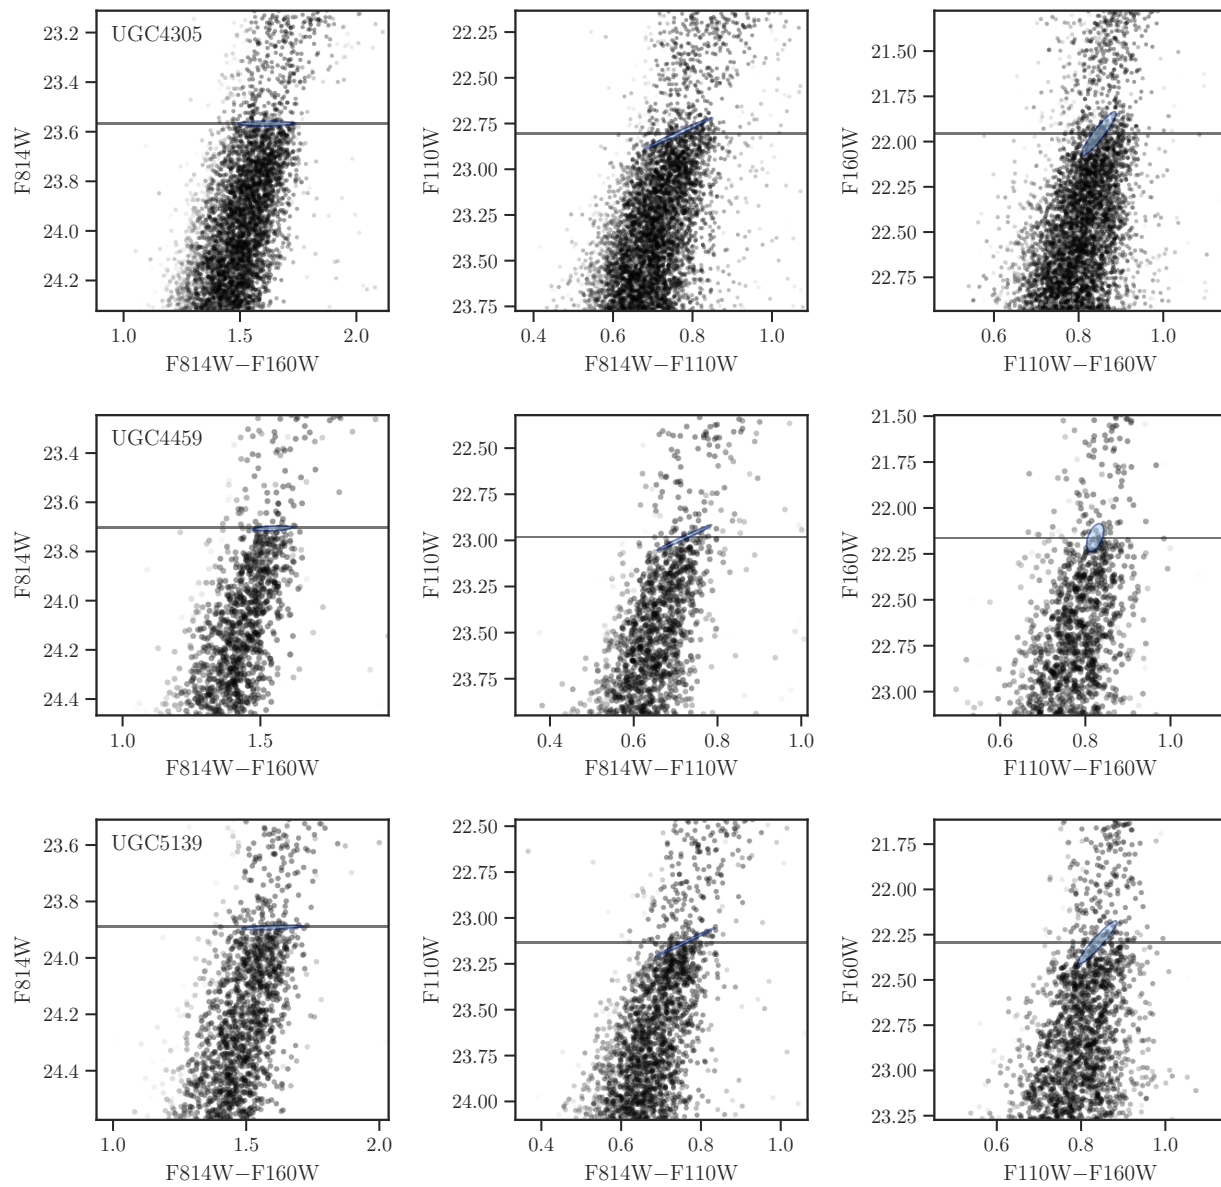 UGC4305
23.2
23.4
23.6
23.8
24.0
24.2
F814W
1.0 1.5 2.0
F814W−F160W
22.25
22.50
22.75
23.00
23.25
23.50
23.75
F110W
0.4 0.6 0.8 1.0
F814W−F110W
21.50
21.75
22.00
22.25
22.50
22.75
F160W
0.6 0.8 1.0
F110W−F160W
UGC4459
23.4
23.6
23.8
24.0
24.2
24.4
F814W
1.0 1.5
F814W−F160W
22.50
22.75
23.00
23.25
23.50
23.75
F110W
0.4 0.6 0.8 1.0
F814W−F110W
21.50
21.75
22.00
22.25
22.50
22.75
23.00
F160W
0.6 0.8 1.0
F110W−F160W
UGC5139
23.6
23.8
24.0
24.2
24.4
F814W
1.0 1.5 2.0
F814W−F160W
22.50
22.75
23.00
23.25
23.50
23.75
24.00
F110W
0.4 0.6 0.8 1.0
F814W−F110W
21.75
22.00
22.25
22.50
22.75
23.00
23.25
F160W
0.6 0.8 1.0
F110W−F160W